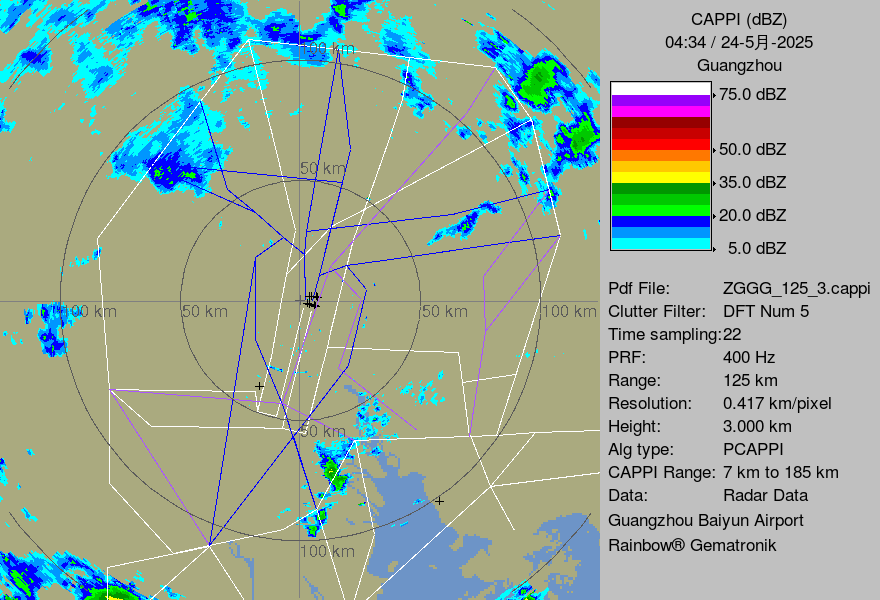 CAPPI (dBZ)
04:34 / 24-5月-2025
Guangzhou
75.0 dBZ
50.0 dBZ
35.0 dBZ
20.0 dBZ
5.0 dBZ
Pdf File: ZGGG_125_3.cappi
Clutter Filter: DFT Num 5
Time sampling:22
PRF: 400 Hz
Range: 125 km
Resolution: 0.417 km/pixel
Height: 3.000 km
Alg type: PCAPPI
CAPPI Range: 7 km to 185 km
Data: Radar Data
Guangzhou Baiyun Airport
Rainbow® Gematronik
100 km
50 km
100 km
50 km
50 km
100 km
50 km
100 km